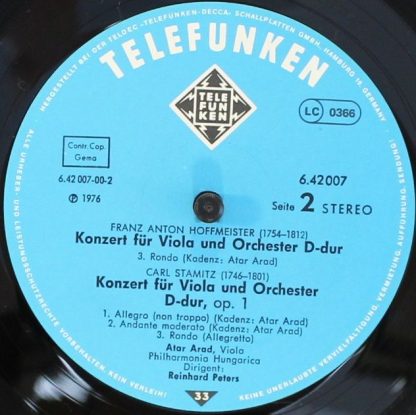 HERGESTELLT BEI DER TELDEC »TELEFUNKEN-DECCA« SCHALLPLATTEN GMBH, HAMBURG 19, GERMANY.
TELEFUNKEN
TELE
FUN
KEN
LC 0366
Contr. Cop.
Gema
6.42 007-00-2
6.42007
℗ 1976
Seite 2 STEREO
FRANZ ANTON HOFFMEISTER (1754–1812)
Konzert für Viola und Orchester D-dur
3. Rondo (Kadenz: Atar Arad)
CARL STAMITZ (1746–1801)
Konzert für Viola und Orchester
D-dur, op. 1
1. Allegro (non troppo) (Kadenz: Atar Arad)
2. Andante moderato (Kadenz: Atar Arad)
3. Rondo (Allegretto)
Atar Arad, Viola
Philharmonia Hungarica
Dirigent:
Reinhard Peters
33
ALLE URHEBER- UND LEISTUNGSSCHUTZRECHTE VORBEHALTEN. KEIN VERLEIH!
KEINE UNERLAUBTE VERVIELFÄLTIGUNG, VERMIETUNG, AUFFÜHRUNG, SENDUNG!